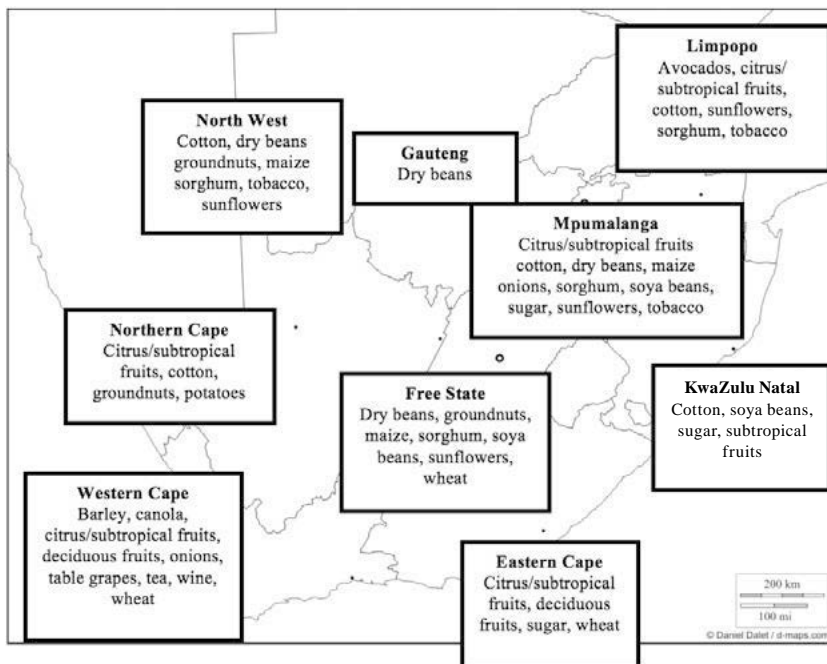 Limpopo
Avocados, citrus/
subtropical fruits,
cotton, sunflowers,
sorghum, tobacco
North West
Cotton, dry beans
groundnuts, maize
sorghum, tobacco,
sunflowers
Gauteng
Dry beans
Mpumalanga
Citrus/subtropical fruits
cotton, dry beans, maize
onions, sorghum, soya beans,
sugar, sunflowers, tobacco
Northern Cape
Citrus/subtropical
fruits, cotton,
groundnuts, potatoes
Free State
Dry beans, groundnuts,
maize, sorghum, soya
beans, sunflowers,
wheat
KwaZulu Natal
Cotton, soya beans,
sugar, subtropical
fruits
Western Cape
Barley, canola,
citrus/subtropical fruits,
deciduous fruits, onions,
table grapes, tea, wine,
wheat
Eastern Cape
Citrus/subtropical
fruits, deciduous
fruits, sugar, wheat
200 km
100 mi
© Daniel Dalet / d-maps.com